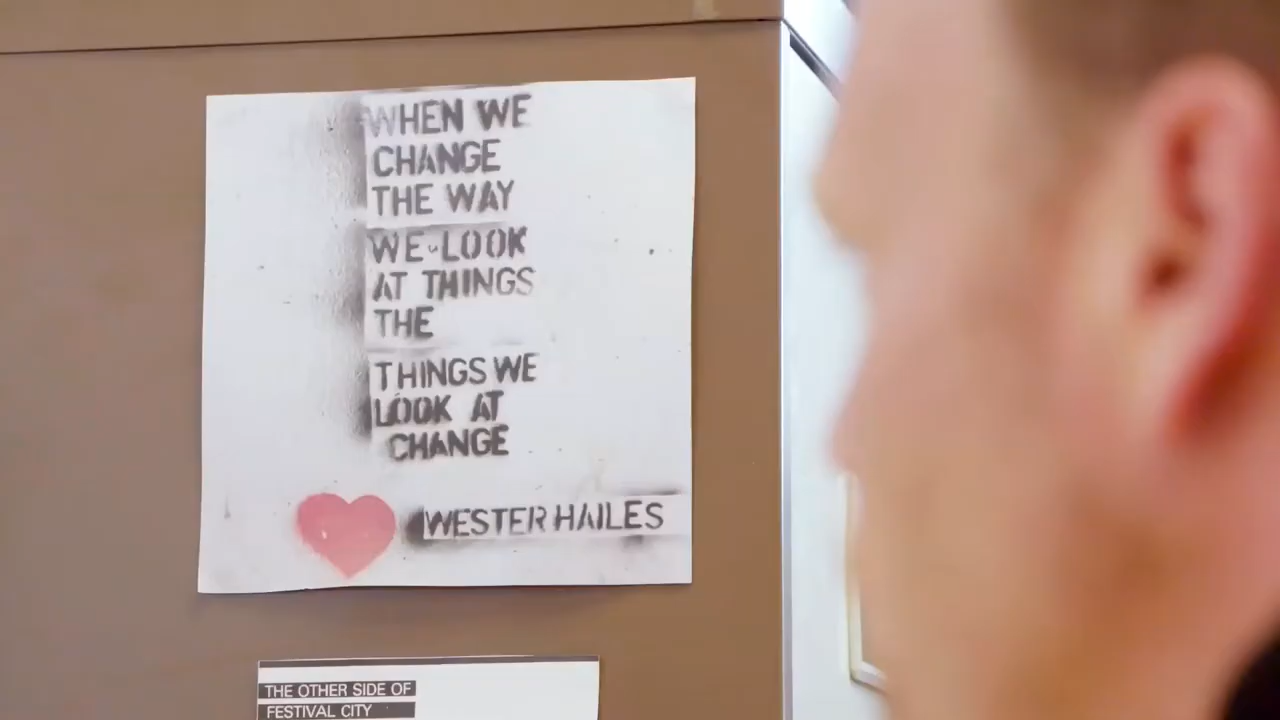 WHEN WE
CHANGE
THE WAY
WE LOOK
AT THINGS
THE
THINGS WE
LOOK AT
CHANGE
WESTER HAILES
THE OTHER SIDE OF
FESTIVAL CITY